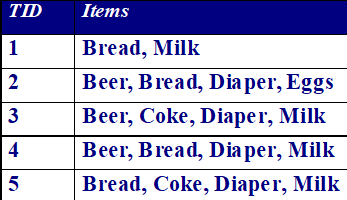 TID Items
1 Bread, Milk
2 Beer, Bread, Diaper, Eggs
3 Beer, Coke, Diaper, Milk
4 Beer, Bread, Diaper, Milk
5 Bread, Coke, Diaper, Milk